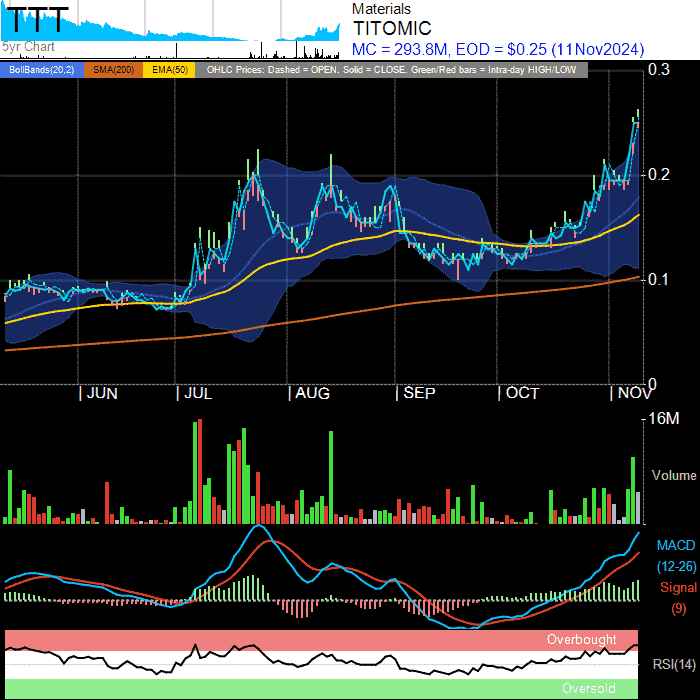 TTT
5yr Chart
Materials
TITOMIC
MC = 293.8M, EOD = $0.25 (11Nov2024)
BollBands(20,2) SMA(200) EMA(50) OHLC Prices: Dashed = OPEN, Solid = CLOSE, Green/Red bars = Intra-day HIGH/LOW
0.3
0.2
0.1
0
JUN JUL AUG SEP OCT NOV
16M
Volume
MACD
(12-26)
Signal
(9)
Overbought
RSI(14)
Oversold